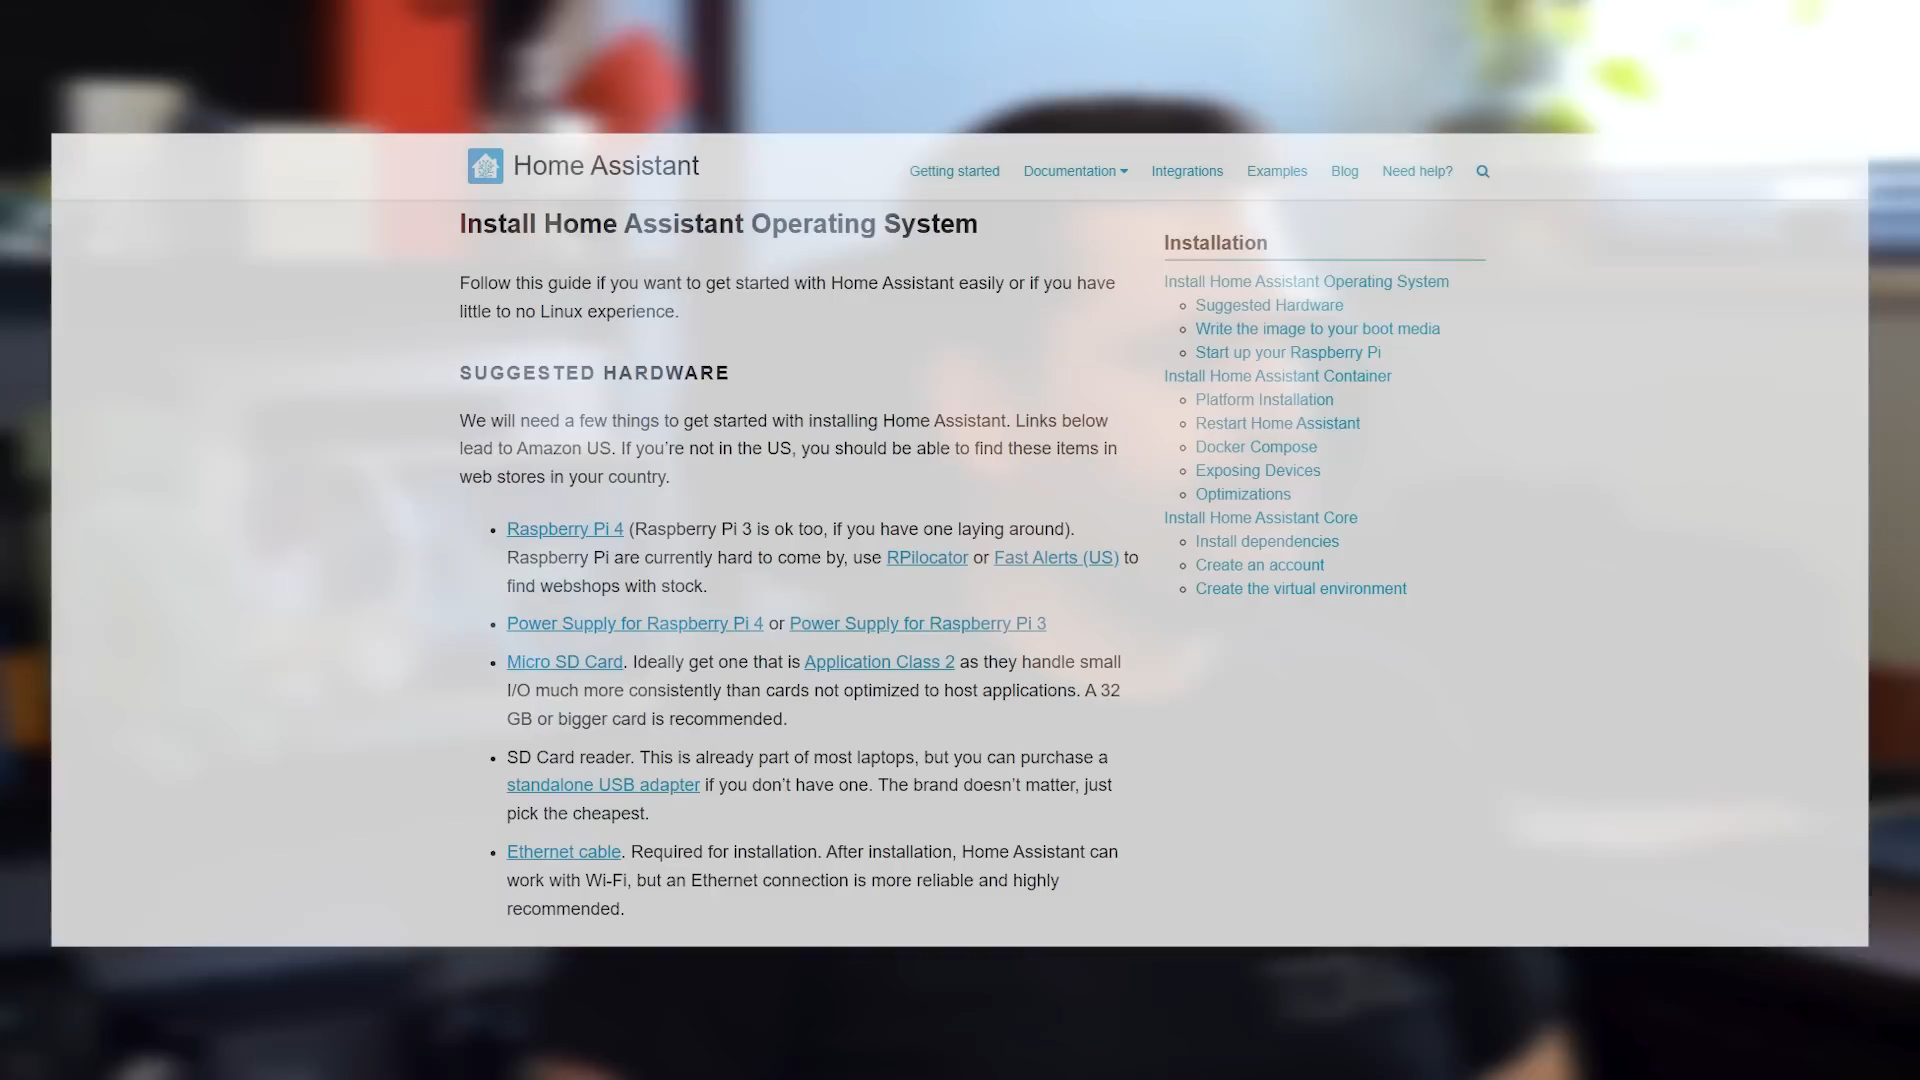 Home Assistant
Getting started Documentation Integrations Examples Blog Need help?
Install Home Assistant Operating System
Follow this guide if you want to get started with Home Assistant easily or if you have
little to no Linux experience.
SUGGESTED HARDWARE
We will need a few things to get started with installing Home Assistant. Links below
lead to Amazon US. If you’re not in the US, you should be able to find these items in
web stores in your country.
Raspberry Pi 4 (Raspberry Pi 3 is ok too, if you have one laying around).
Raspberry Pi are currently hard to come by, use RPilocator or Fast Alerts (US) to
find webshops with stock.
Power Supply for Raspberry Pi 4 or Power Supply for Raspberry Pi 3
Micro SD Card. Ideally get one that is Application Class 2 as they handle small
I/O much more consistently than cards not optimized to host applications. A 32
GB or bigger card is recommended.
SD Card reader. This is already part of most laptops, but you can purchase a
standalone USB adapter if you don’t have one. The brand doesn’t matter, just
pick the cheapest.
Ethernet cable. Required for installation. After installation, Home Assistant can
work with Wi-Fi, but an Ethernet connection is more reliable and highly
recommended.
Installation
Install Home Assistant Operating System
Suggested Hardware
Write the image to your boot media
Start up your Raspberry Pi
Install Home Assistant Container
Platform Installation
Restart Home Assistant
Docker Compose
Exposing Devices
Optimizations
Install Home Assistant Core
Install dependencies
Create an account
Create the virtual environment